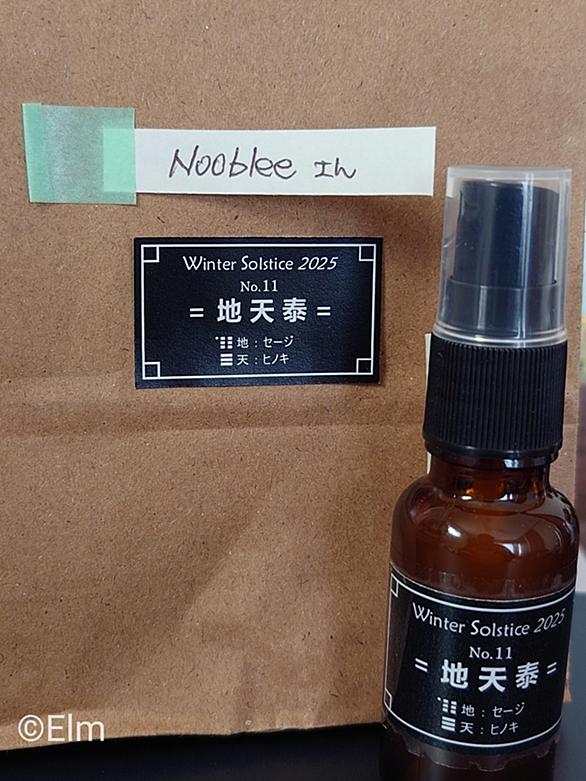 Nooblee エん
Winter Solstice 2025
No.11
= 地天泰 =
☷ 地 : セージ
☰ 天 : ヒノキ
Winter Solstice 2025
No.11
= 地天泰 =
☷ 地 : セージ
☰ 天 : ヒノキ
©Elm